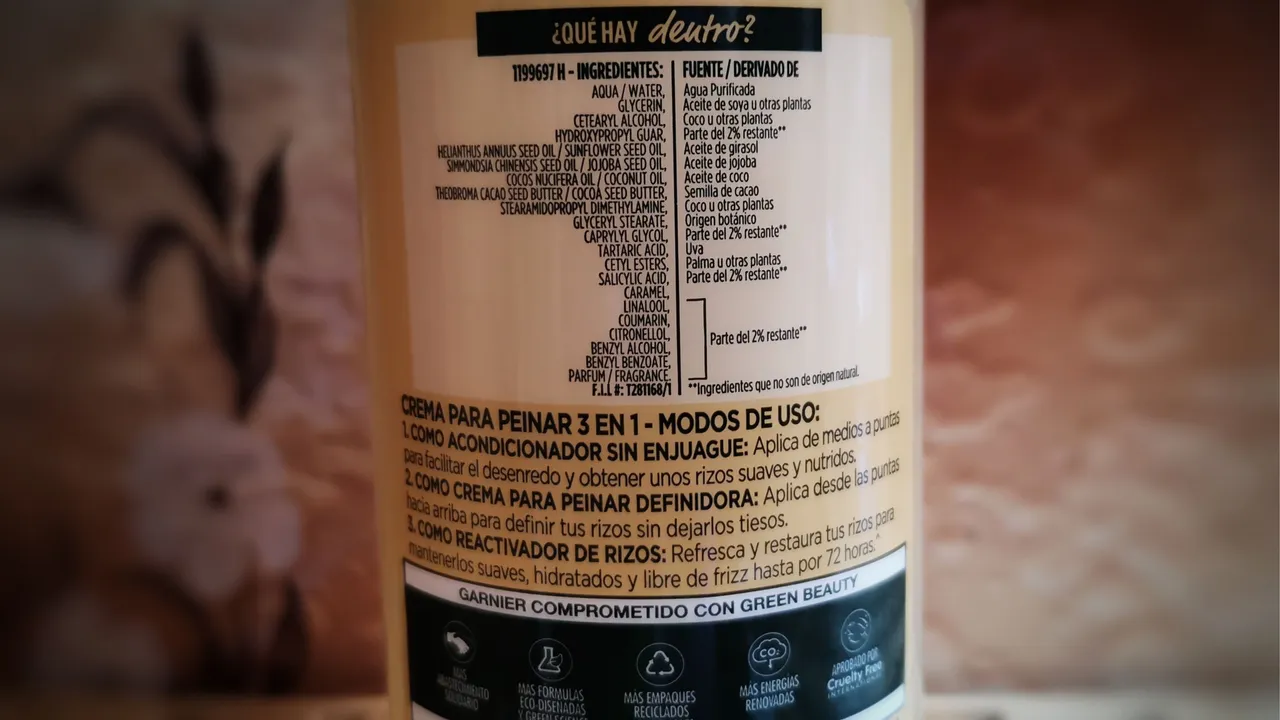 ¿QUÉ HAY dentro?
1199697 H - INGREDIENTES: FUENTE / DERIVADO DE
AQUA / WATER, Agua Purificada
GLYCERIN, Aceite de soya u otras plantas
CETEARYL ALCOHOL, Coco u otras plantas
HYDROXYPROPYL GUAR, Parte del 2% restante**
HELIANTHUS ANNUUS SEED OIL / SUNFLOWER SEED OIL, Aceite de girasol
SIMMONDSIA CHINENSIS SEED OIL / JOJOBA SEED OIL, Aceite de jojoba
COCOS NUCIFERA OIL / COCONUT OIL, Aceite de coco
THEOBROMA CACAO SEED BUTTER / COCOA SEED BUTTER, Semilla de cacao
STEARAMIDOPROPYL DIMETHYLAMINE, Coco u otras plantas
GLYCERYL STEARATE, Origen botánico
CAPRYLYL GLYCOL, Parte del 2% restante**
TARTARIC ACID, Uva
CETYL ESTERS, Palma u otras plantas
SALICYLIC ACID, Parte del 2% restante**
CARAMEL,
LINALOOL,
COUMARIN,
CITRONELLOL, Parte del 2% restante**
BENZYL ALCOHOL,
BENZYL BENZOATE,
PARFUM / FRAGRANCE.
F.I.L #: T281168/1 **Ingredientes que no son de origen natural.
CREMA PARA PEINAR 3 EN 1 - MODOS DE USO:
1. COMO ACONDICIONADOR SIN ENJUAGUE: Aplica de medios a puntas
para facilitar el desenredo y obtener unos rizos suaves y nutridos.
2. COMO CREMA PARA PEINAR DEFINIDORA: Aplica desde las puntas
hacia arriba para definir tus rizos sin dejarlos tiesos.
3. COMO REACTIVADOR DE RIZOS: Refresca y restaura tus rizos para
mantenerlos suaves, hidratados y libre de frizz hasta por 72 horas.^
GARNIER COMPROMETIDO CON GREEN BEAUTY
CO2
MÁS
ABASTECIMIENTO
SOLIDARIO
MÁS FORMULAS
ECO-DISEÑADAS
Y GREEN SCIENCE
MÁS EMPAQUES
RECICLADOS
MÁS ENERGÍAS
RENOVADAS
APROBADO POR
Cruelty Free
INTERNATIONAL